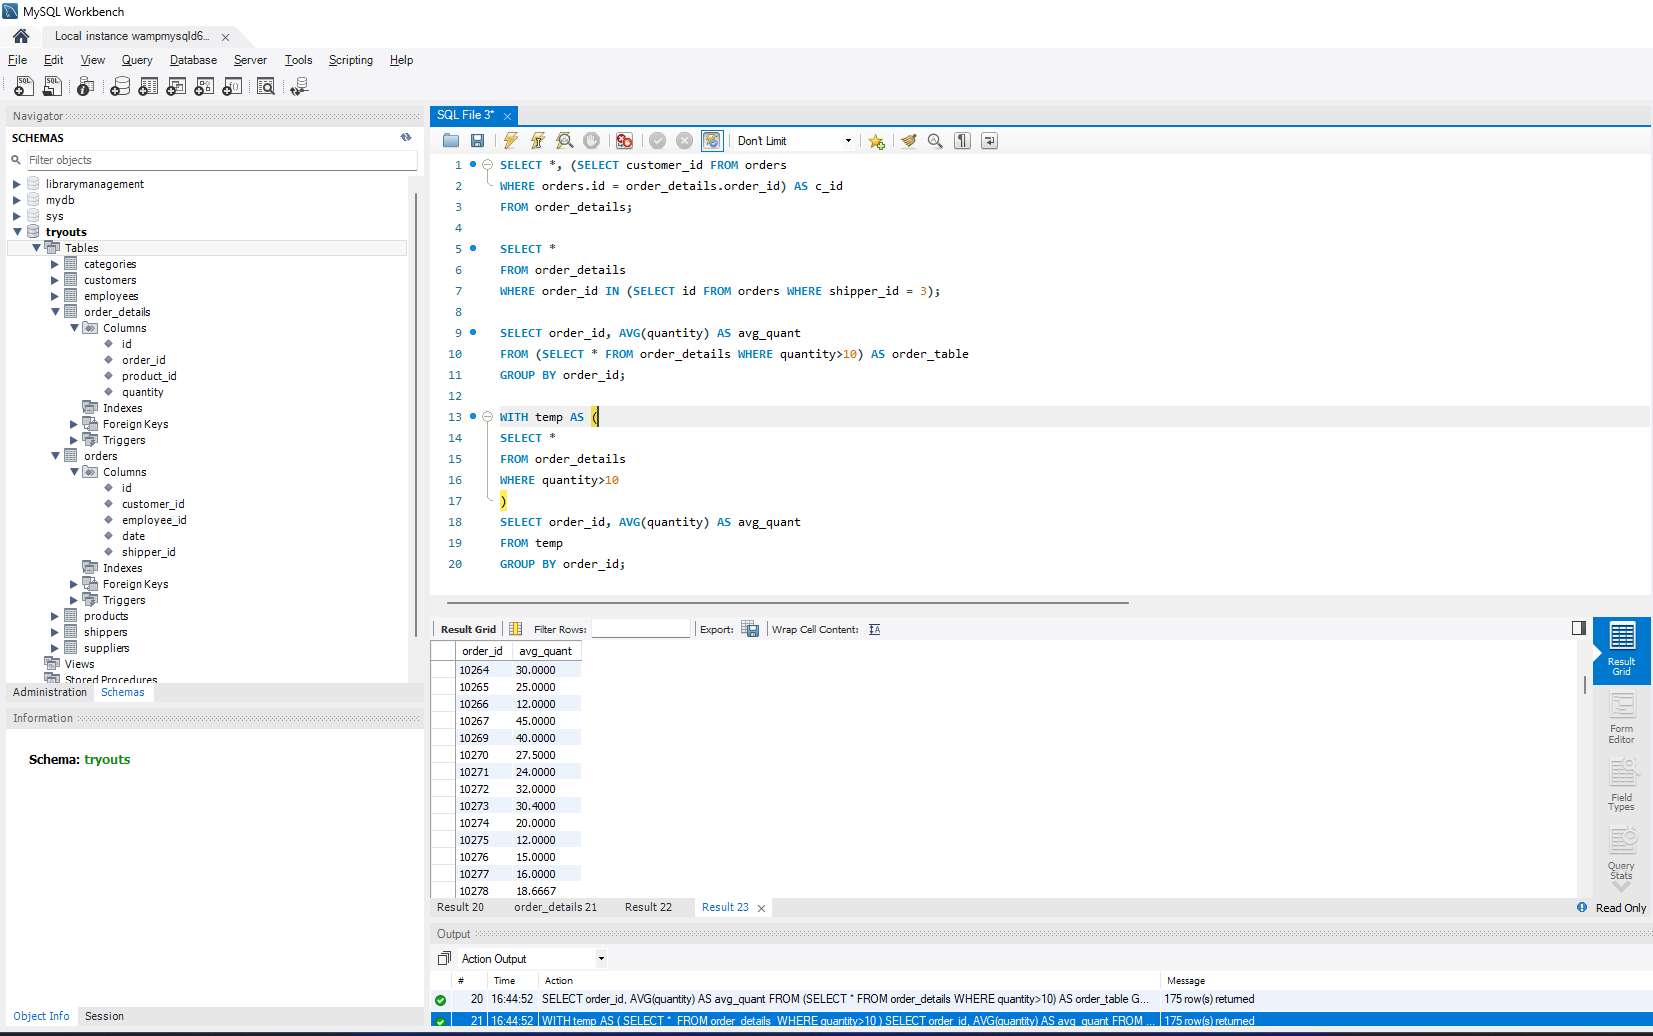 MySQL Workbench
Local instance wampmysqld6...
File Edit View Query Database Server Tools Scripting Help
Navigator
SCHEMAS
Filter objects
librarymanagement
mydb
sys
tryouts
Tables
categories
customers
employees
order_details
Columns
id
order_id
product_id
quantity
Indexes
Foreign Keys
Triggers
orders
Columns
id
customer_id
employee_id
date
shipper_id
Indexes
Foreign Keys
Triggers
products
shippers
suppliers
Views
Stored Procedures
Administration Schemas
Information
Schema: tryouts
Object Info Session
SQL File 3*
Don't Limit
1 SELECT *, (SELECT customer_id FROM orders
2 WHERE orders.id = order_details.order_id) AS c_id
3 FROM order_details;
4
5 SELECT *
6 FROM order_details
7 WHERE order_id IN (SELECT id FROM orders WHERE shipper_id = 3);
8
9 SELECT order_id, AVG(quantity) AS avg_quant
10 FROM (SELECT * FROM order_details WHERE quantity>10) AS order_table
11 GROUP BY order_id;
12
13 WITH temp AS (
14 SELECT *
15 FROM order_details
16 WHERE quantity>10
17 )
18 SELECT order_id, AVG(quantity) AS avg_quant
19 FROM temp
20 GROUP BY order_id;
Result Grid Filter Rows: Export: Wrap Cell Content:
order_id avg_quant
10264 30.0000
10265 25.0000
10266 12.0000
10267 45.0000
10269 40.0000
10270 27.5000
10271 24.0000
10272 32.0000
10273 30.4000
10274 20.0000
10275 12.0000
10276 15.0000
10277 16.0000
10278 18.6667
Result Grid
Form Editor
Field Types
Query Stats
Result 20 order_details 21 Result 22 Result 23 Read Only
Output
Action Output
# Time Action Message
20 16:44:52 SELECT order_id, AVG(quantity) AS avg_quant FROM (SELECT * FROM order_details WHERE quantity>10) AS order_table G... 175 row(s) returned
21 16:44:52 WITH temp AS ( SELECT * FROM order_details WHERE quantity>10 ) SELECT order_id, AVG(quantity) AS avg_quant FROM ... 175 row(s) returned